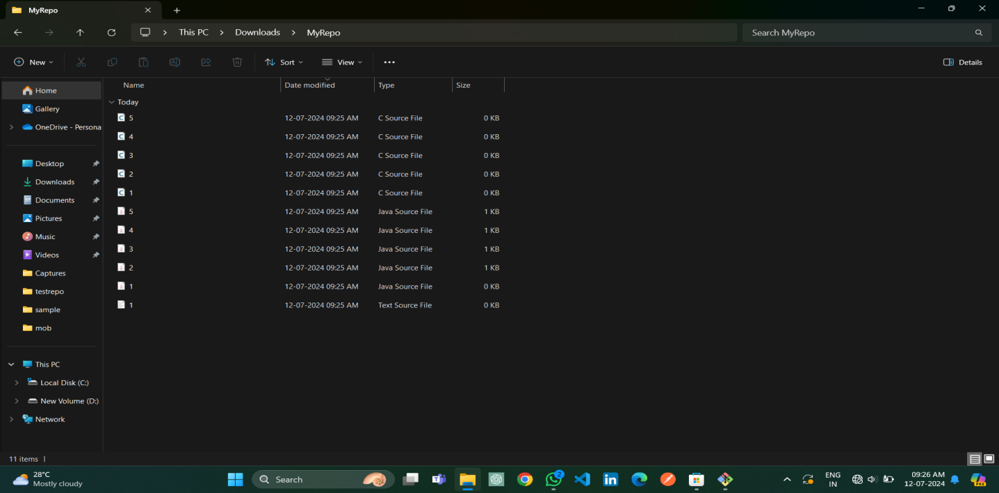 MyRepo
This PC > Downloads > MyRepo
Search MyRepo
New
Sort
View
Details
Home
Gallery
OneDrive - Persona
Desktop
Downloads
Documents
Pictures
Music
Videos
Captures
testrepo
sample
mob
This PC
Local Disk (C:)
New Volume (D:)
Network
Name Date modified Type Size
Today
5 12-07-2024 09:25 AM C Source File 0 KB
4 12-07-2024 09:25 AM C Source File 0 KB
3 12-07-2024 09:25 AM C Source File 0 KB
2 12-07-2024 09:25 AM C Source File 0 KB
1 12-07-2024 09:25 AM C Source File 0 KB
5 12-07-2024 09:25 AM Java Source File 1 KB
4 12-07-2024 09:25 AM Java Source File 1 KB
3 12-07-2024 09:25 AM Java Source File 1 KB
2 12-07-2024 09:25 AM Java Source File 1 KB
1 12-07-2024 09:25 AM Java Source File 0 KB
1 12-07-2024 09:25 AM Text Source File 0 KB
11 items
28°C
Mostly cloudy
Search
2
ENG
IN
09:26 AM
12-07-2024
PRE